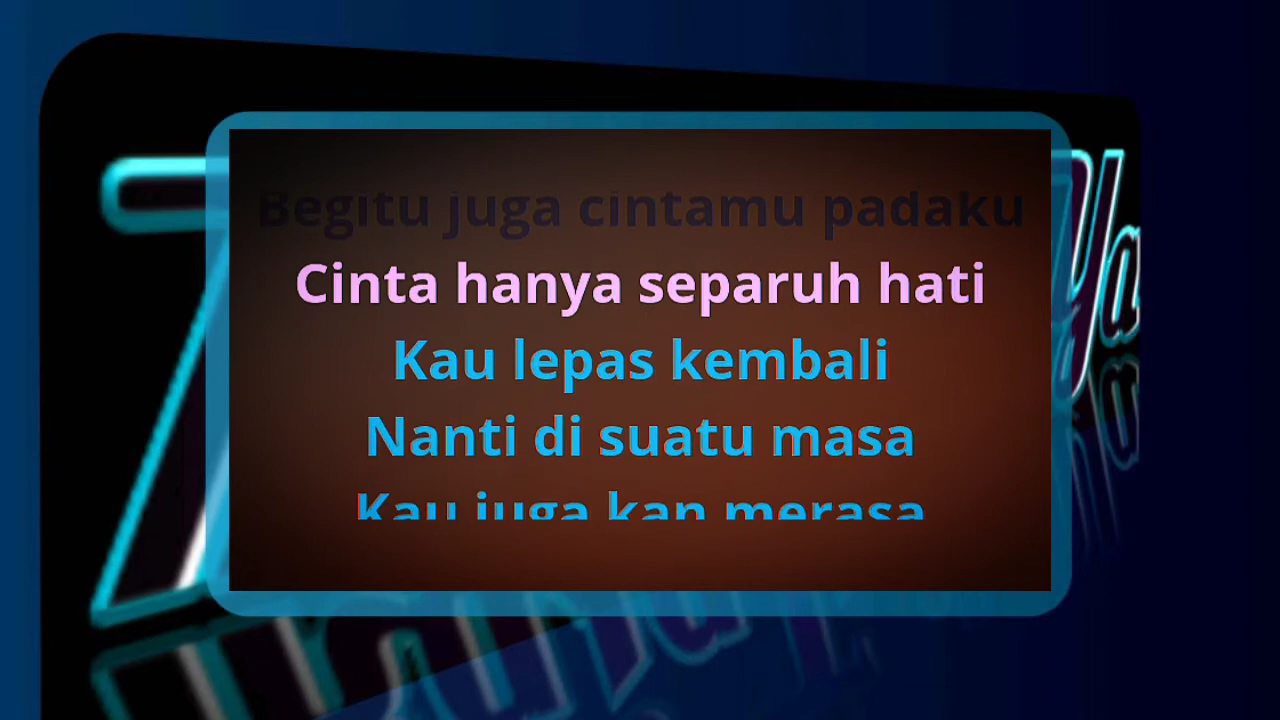 Begitu juga cintamu padaku
Cinta hanya separuh hati
Kau lepas kembali
Nanti di suatu masa
Kau juga kan merasa